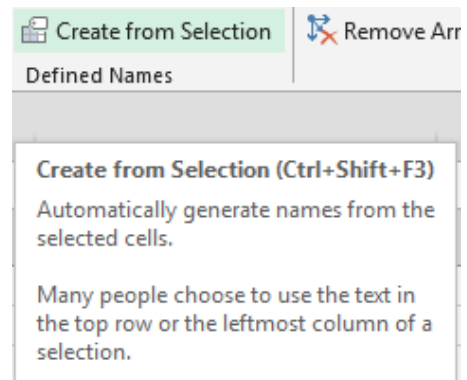 Create from Selection
Remove Arr
Defined Names
Create from Selection (Ctrl+Shift+F3)
Automatically generate names from the
selected cells.
Many people choose to use the text in
the top row or the leftmost column of a
selection.